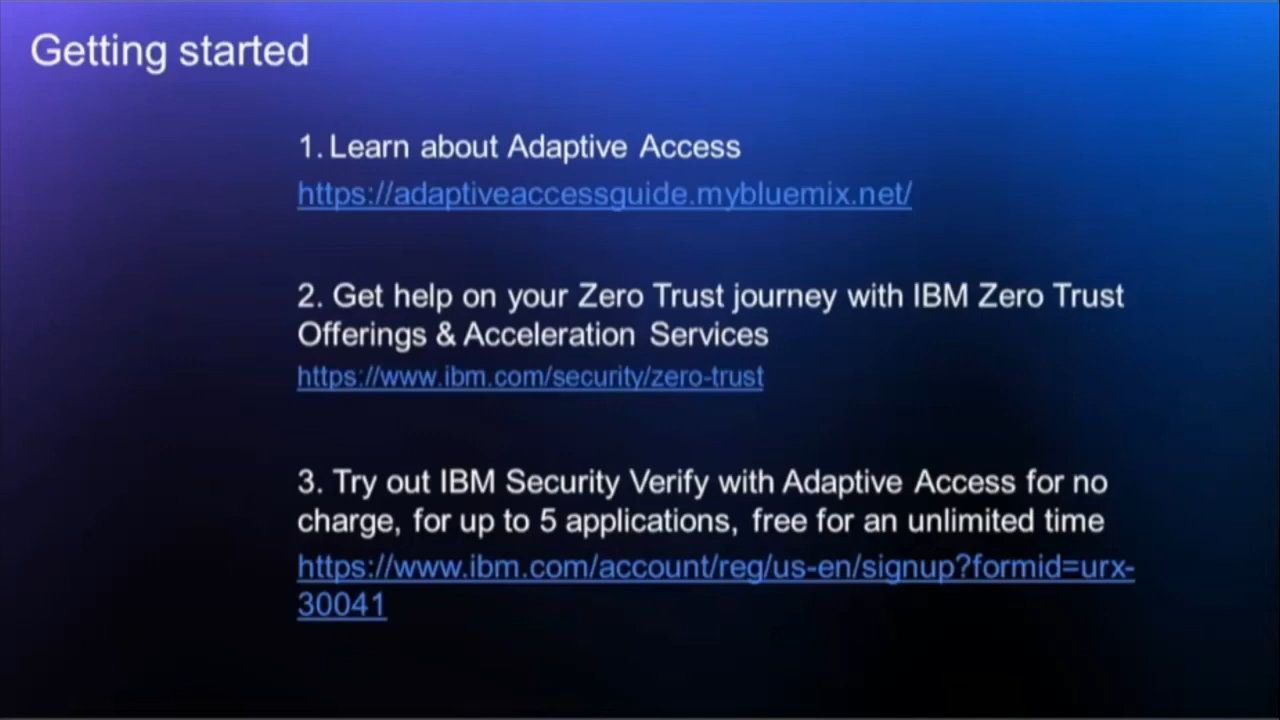 Getting started
1. Learn about Adaptive Access
https://adaptiveaccessguide.mybluemix.net/
2. Get help on your Zero Trust journey with IBM Zero Trust
Offerings & Acceleration Services
https://www.ibm.com/security/zero-trust
3. Try out IBM Security Verify with Adaptive Access for no
charge, for up to 5 applications, free for an unlimited time
https://www.ibm.com/account/reg/us-en/signup?formid=urx-
30041